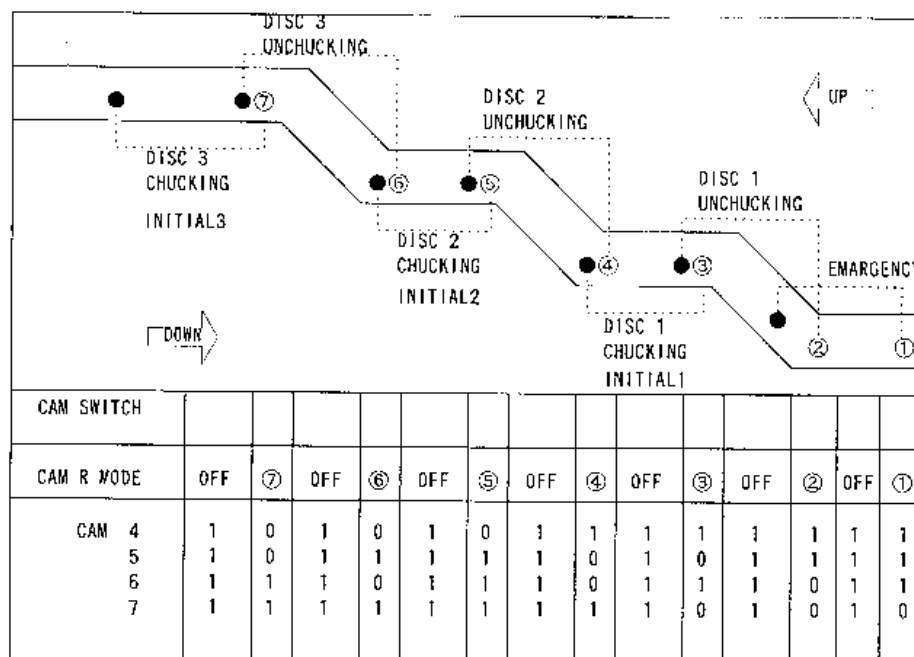 DISC 3
UNCHUCKING
⑦
DISC 2
UNCHUCKING
UP
DISC 3
CHUCKING
INITIAL3
⑥
⑤
DISC 1
UNCHUCKING
DISC 2
CHUCKING
INITIAL2
④
③
EMARGENCY
DOWN
DISC 1
CHUCKING
INITIAL1
②
①
CAM SWITCH
CAM R MODE OFF ⑦ OFF ⑥ OFF ⑤ OFF ④ OFF ③ OFF ② OFF ①
CAM 4 1 0 1 0 1 0 1 1 1 1 1 1 1 1
5 1 0 1 1 1 1 1 0 1 0 1 1 1 1
6 1 1 1 0 1 1 1 0 1 1 1 0 1 1
7 1 1 1 1 1 1 1 1 1 0 1 0 1 0